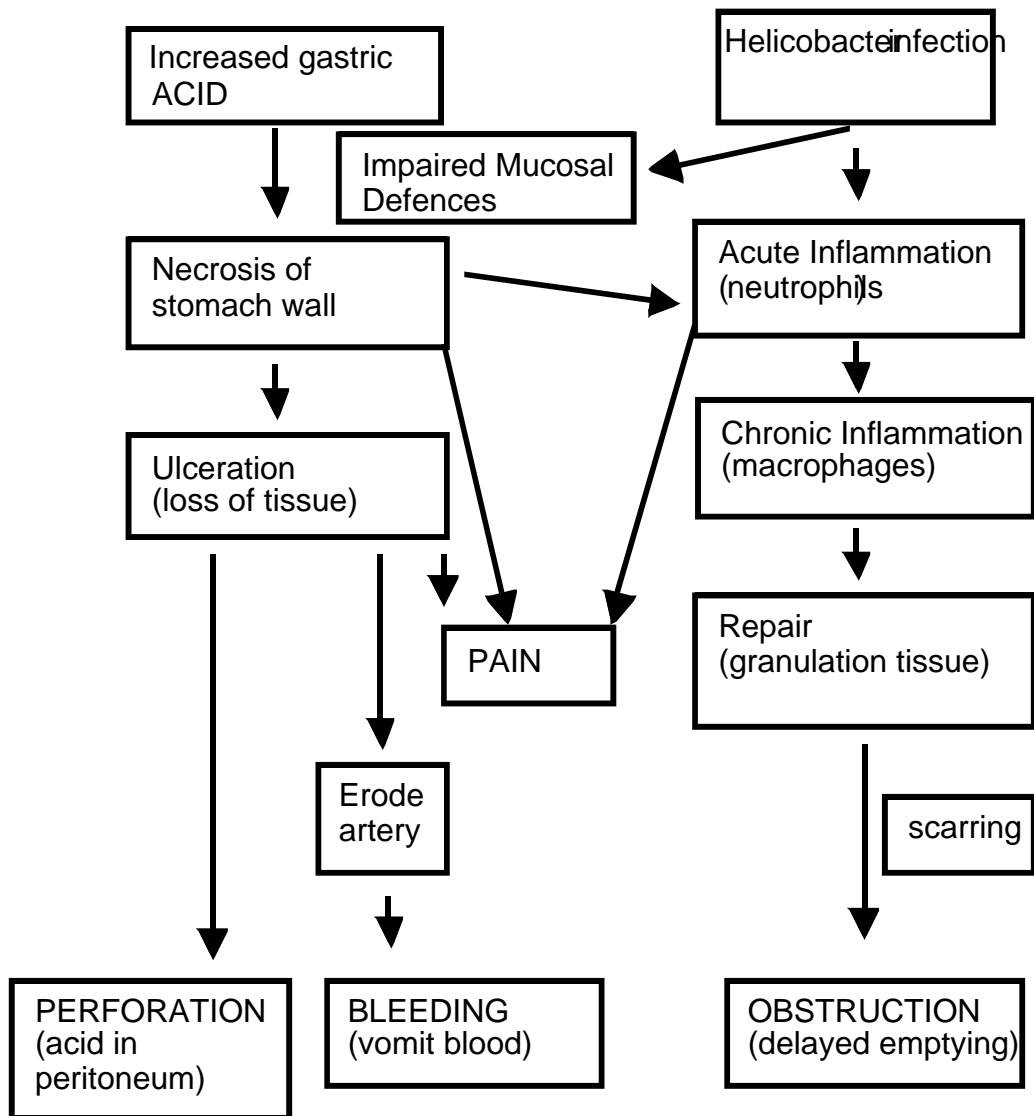 Increased gastric
ACID
Helicobacter infection
Impaired Mucosal
Defences
Necrosis of
stomach wall
Acute Inflammation
(neutrophils)
Ulceration
(loss of tissue)
Chronic Inflammation
(macrophages)
PAIN
Repair
(granulation tissue)
Erode
artery
scarring
PERFORATION
(acid in
peritoneum)
BLEEDING
(vomit blood)
OBSTRUCTION
(delayed emptying)